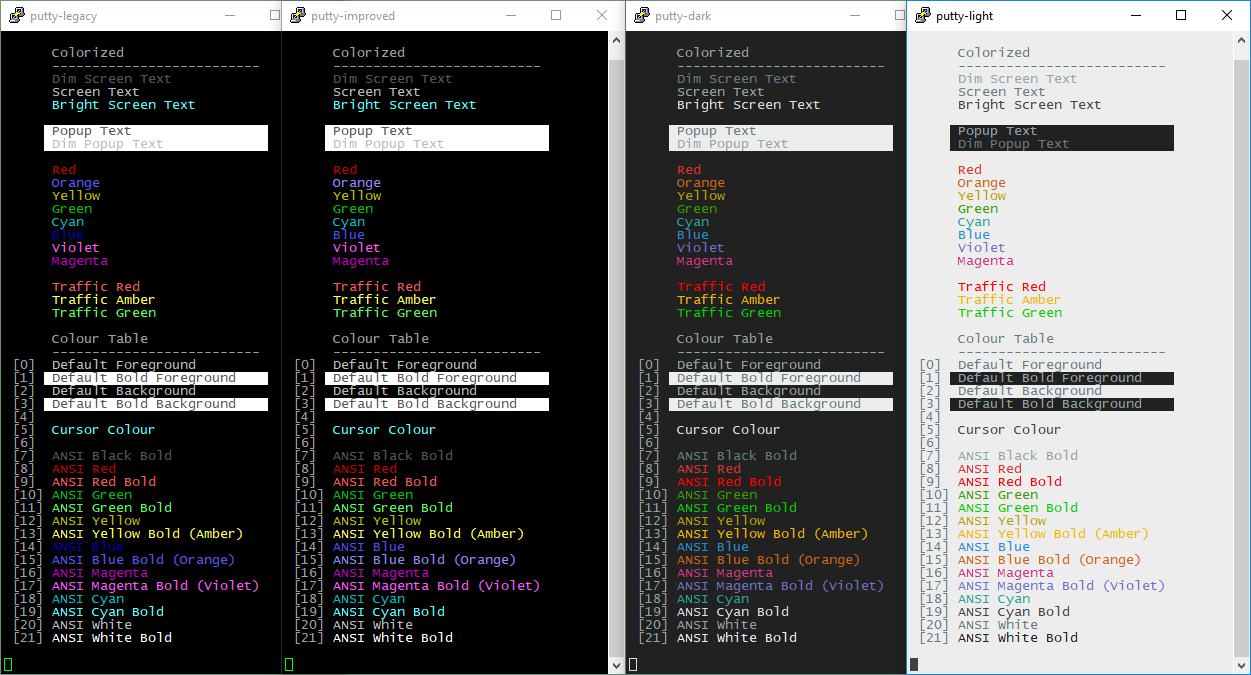 putty-legacy
Colorized
--------------------------
Dim Screen Text
Screen Text
Bright Screen Text
Popup Text
Dim Popup Text
Red
Orange
Yellow
Green
Cyan
Blue
Violet
Magenta
Traffic Red
Traffic Amber
Traffic Green
Colour Table
--------------------------
[0] Default Foreground
[1] Default Bold Foreground
[2] Default Background
[3] Default Bold Background
[4]
[5] Cursor Colour
[6]
[7] ANSI Black Bold
[8] ANSI Red
[9] ANSI Red Bold
[10] ANSI Green
[11] ANSI Green Bold
[12] ANSI Yellow
[13] ANSI Yellow Bold (Amber)
[14] ANSI Blue
[15] ANSI Blue Bold (Orange)
[16] ANSI Magenta
[17] ANSI Magenta Bold (Violet)
[18] ANSI Cyan
[19] ANSI Cyan Bold
[20] ANSI White
[21] ANSI White Bold
putty-improved
Colorized
--------------------------
Dim Screen Text
Screen Text
Bright Screen Text
Popup Text
Dim Popup Text
Red
Orange
Yellow
Green
Cyan
Blue
Violet
Magenta
Traffic Red
Traffic Amber
Traffic Green
Colour Table
--------------------------
[0] Default Foreground
[1] Default Bold Foreground
[2] Default Background
[3] Default Bold Background
[4]
[5] Cursor Colour
[6]
[7] ANSI Black Bold
[8] ANSI Red
[9] ANSI Red Bold
[10] ANSI Green
[11] ANSI Green Bold
[12] ANSI Yellow
[13] ANSI Yellow Bold (Amber)
[14] ANSI Blue
[15] ANSI Blue Bold (Orange)
[16] ANSI Magenta
[17] ANSI Magenta Bold (Violet)
[18] ANSI Cyan
[19] ANSI Cyan Bold
[20] ANSI White
[21] ANSI White Bold
putty-dark
Colorized
--------------------------
Dim Screen Text
Screen Text
Bright Screen Text
Popup Text
Dim Popup Text
Red
Orange
Yellow
Green
Cyan
Blue
Violet
Magenta
Traffic Red
Traffic Amber
Traffic Green
Colour Table
--------------------------
[0] Default Foreground
[1] Default Bold Foreground
[2] Default Background
[3] Default Bold Background
[4]
[5] Cursor Colour
[6]
[7] ANSI Black Bold
[8] ANSI Red
[9] ANSI Red Bold
[10] ANSI Green
[11] ANSI Green Bold
[12] ANSI Yellow
[13] ANSI Yellow Bold (Amber)
[14] ANSI Blue
[15] ANSI Blue Bold (Orange)
[16] ANSI Magenta
[17] ANSI Magenta Bold (Violet)
[18] ANSI Cyan
[19] ANSI Cyan Bold
[20] ANSI White
[21] ANSI White Bold
putty-light
Colorized
--------------------------
Dim Screen Text
Screen Text
Bright Screen Text
Popup Text
Dim Popup Text
Red
Orange
Yellow
Green
Cyan
Blue
Violet
Magenta
Traffic Red
Traffic Amber
Traffic Green
Colour Table
--------------------------
[0] Default Foreground
[1] Default Bold Foreground
[2] Default Background
[3] Default Bold Background
[4]
[5] Cursor Colour
[6]
[7] ANSI Black Bold
[8] ANSI Red
[9] ANSI Red Bold
[10] ANSI Green
[11] ANSI Green Bold
[12] ANSI Yellow
[13] ANSI Yellow Bold (Amber)
[14] ANSI Blue
[15] ANSI Blue Bold (Orange)
[16] ANSI Magenta
[17] ANSI Magenta Bold (Violet)
[18] ANSI Cyan
[19] ANSI Cyan Bold
[20] ANSI White
[21] ANSI White Bold